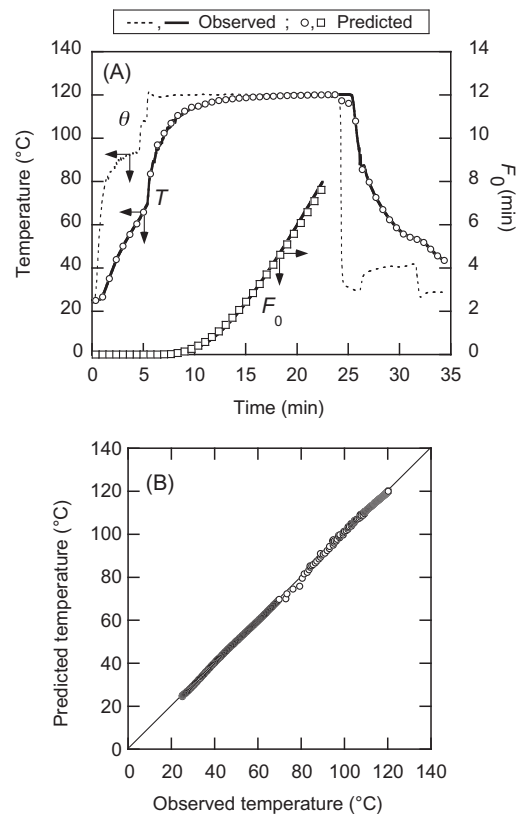 , Observed ; , Predicted
(A)
140
120
100
80
60
40
20
0
Temperature (°C)
θ
T
F0
14
12
10
8
6
4
2
0
F0 (min)
0 5 10 15 20 25 30 35
Time (min)
(B)
140
120
100
80
60
40
20
0
Predicted temperature (°C)
0 20 40 60 80 100 120 140
Observed temperature (°C)